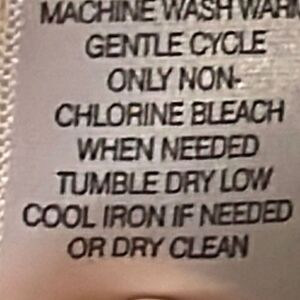 MACHINE WASH WARM
GENTLE CYCLE
ONLY NON-
CHLORINE BLEACH
WHEN NEEDED
TUMBLE DRY LOW
COOL IRON IF NEEDED
OR DRY CLEAN